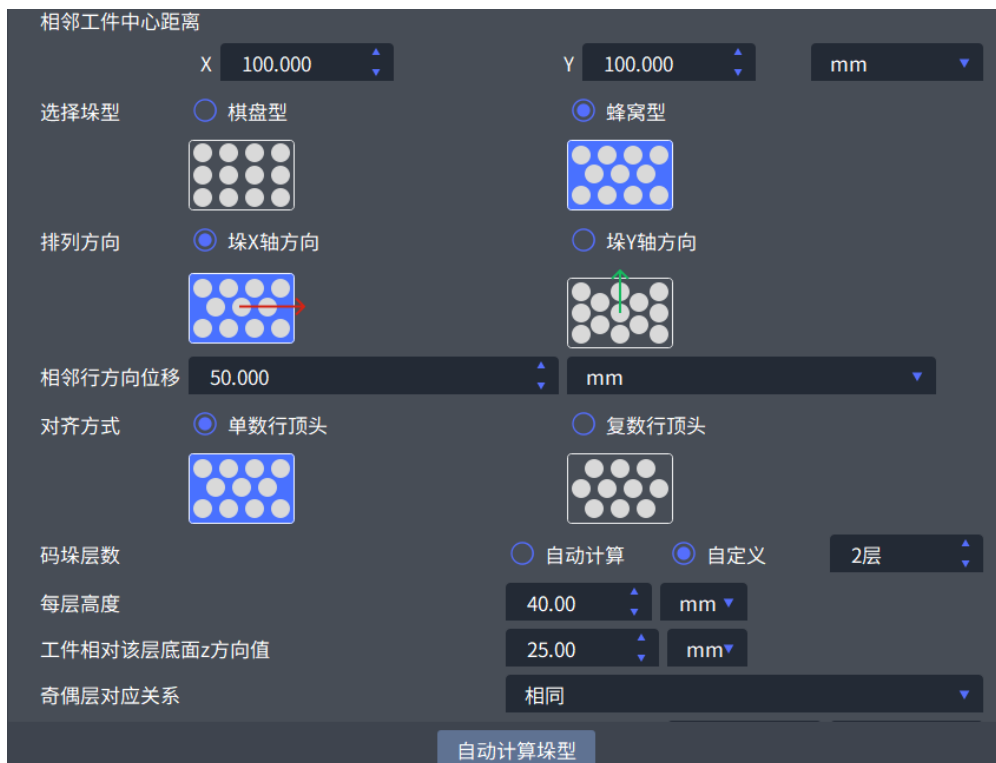 相邻工件中心距离
X 100.000 Y 100.000 mm
选择垛型 棋盘型 蜂窝型
排列方向 垛X轴方向 垛Y轴方向
相邻行方向位移 50.000 mm
对齐方式 单数行顶头 复数行顶头
码垛层数 自动计算 自定义 2层
每层高度 40.00 mm
工件相对该层底面z方向值 25.00 mm
奇偶层对应关系 相同
自动计算垛型